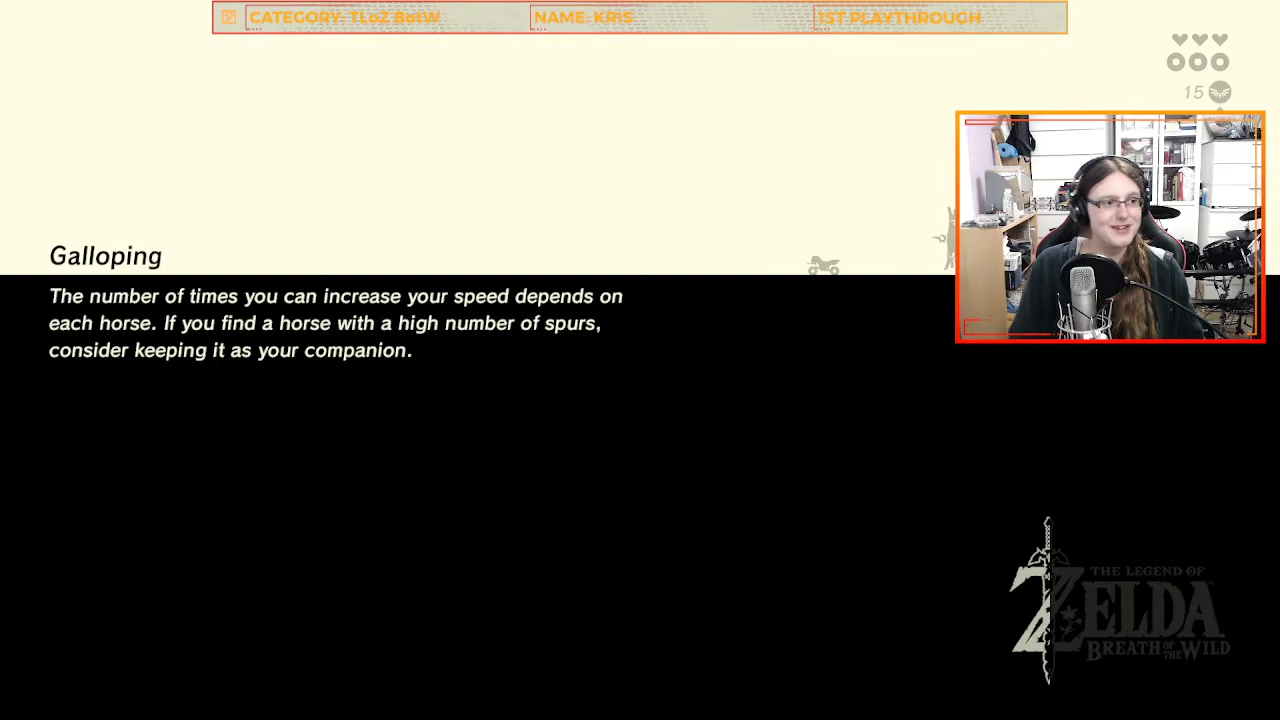 CATEGORY: TLoZ BotW
NAME: KRIS
1ST PLAYTHROUGH
15
Galloping
The number of times you can increase your speed depends on
each horse. If you find a horse with a high number of spurs,
consider keeping it as your companion.
THE LEGEND OF
ZELDA
BREATH OF THE WILD